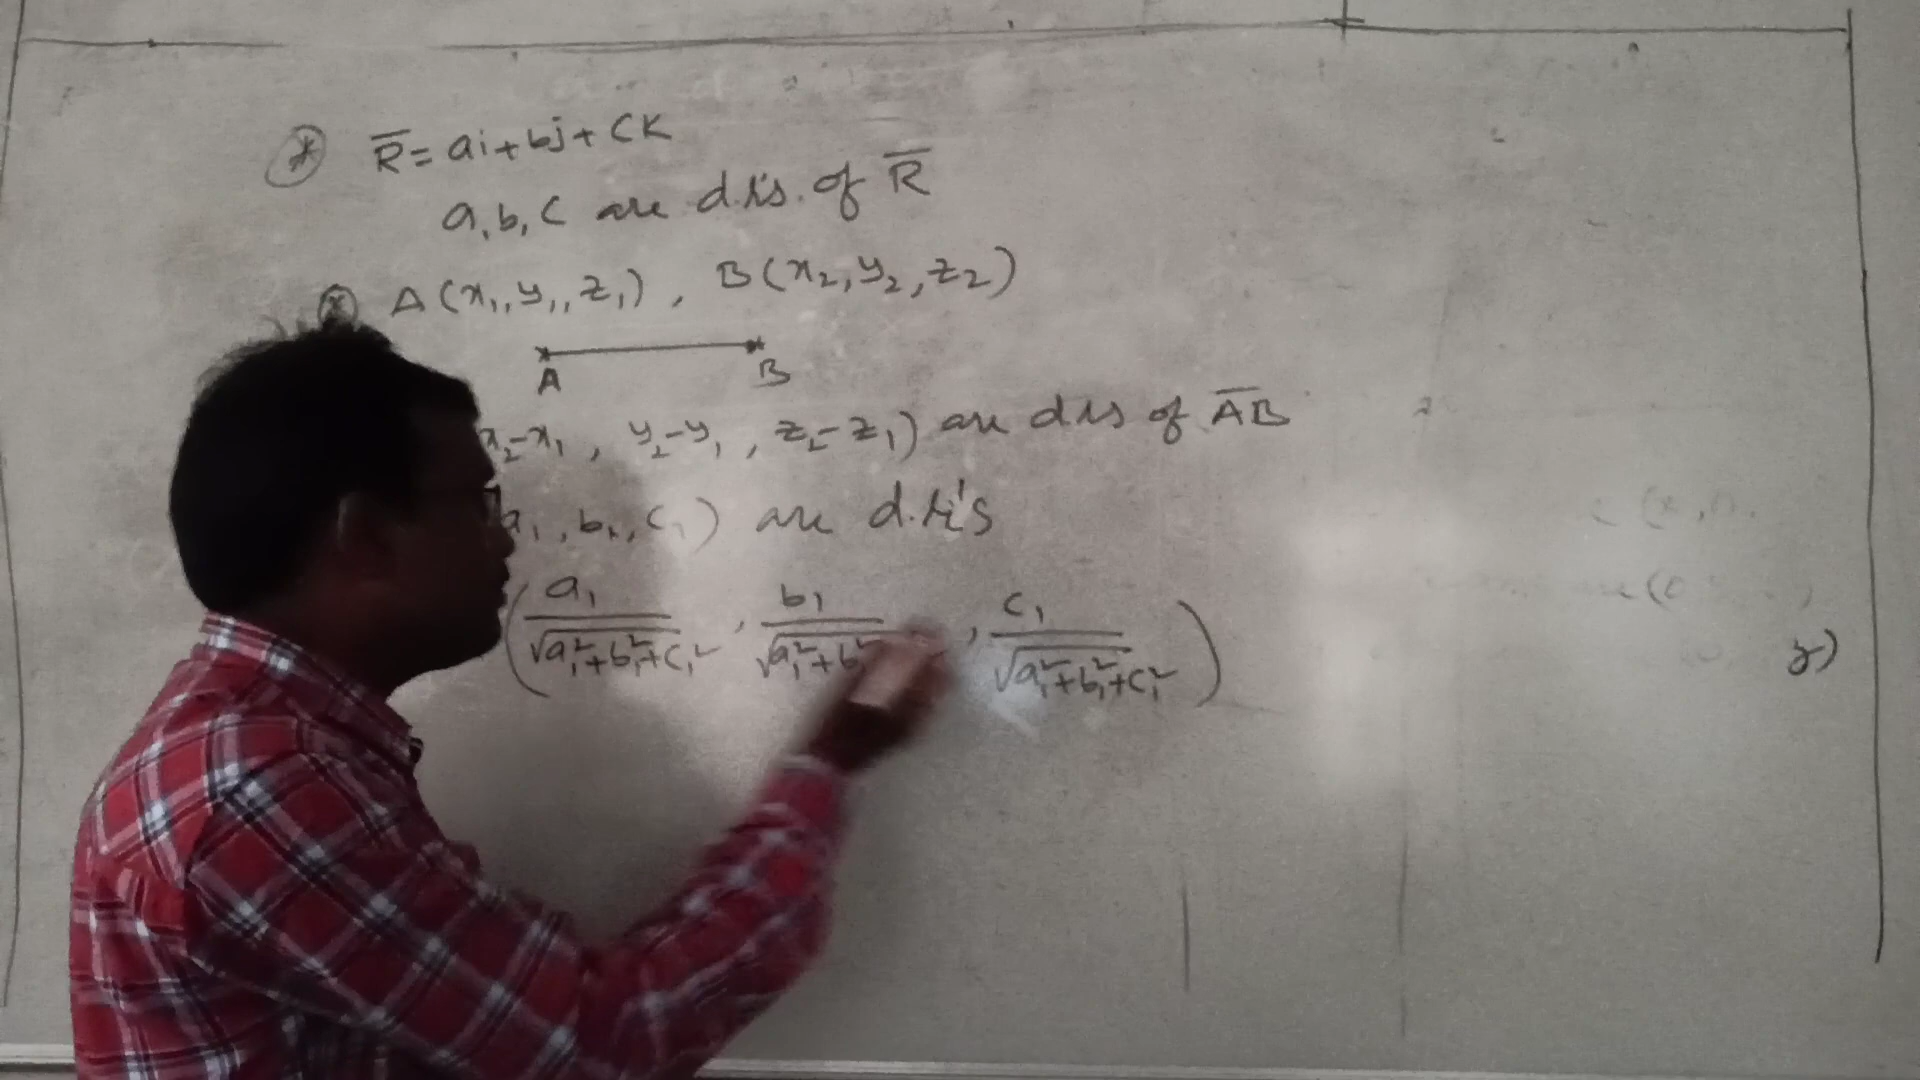 * R̅ = ai + bj + CK
a, b, c are d.r's. of R̅
* A(x₁, y₁, z₁), B(x₂, y₂, z₂)
A B
x₂-x₁, y₂-y₁, z₂-z₁) are drs of A̅B̅
a₁, b₁, c₁) are d.r's
(a₁/√a₁²+b₁²+c₁², b₁/√a₁²+b₁², c₁/√a₁²+b₁²+c₁²)